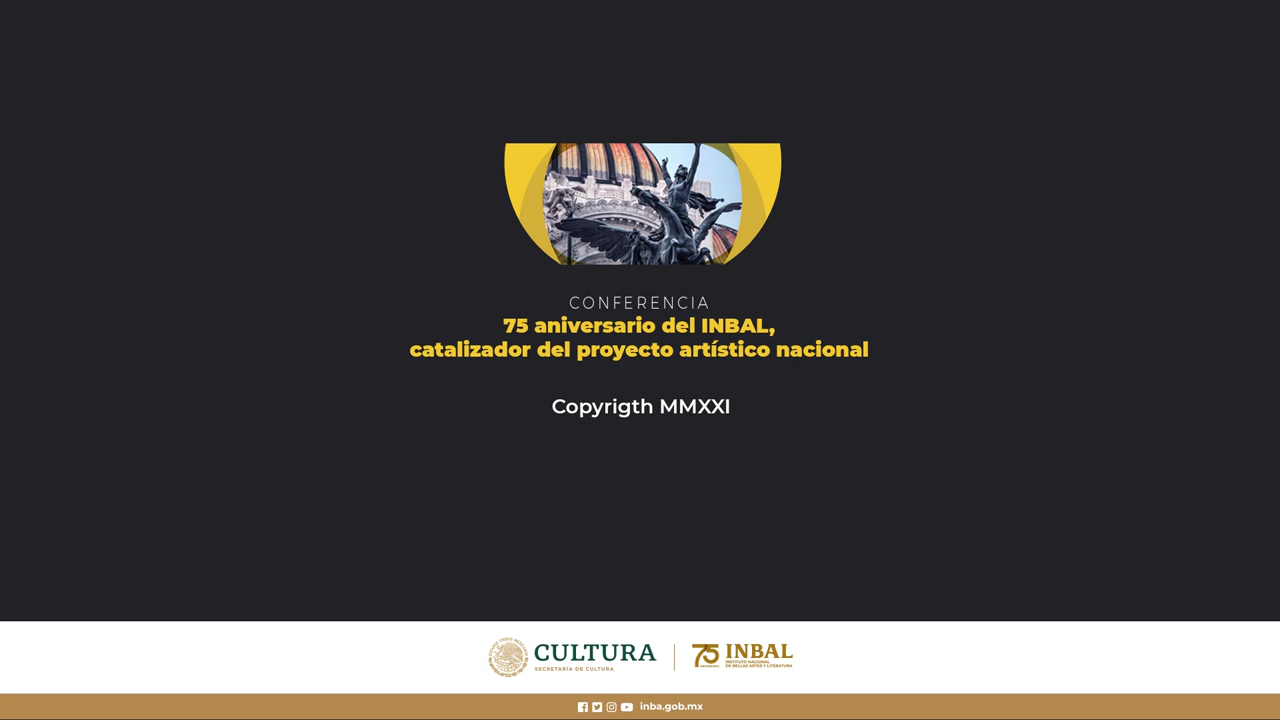 CONFERENCIA
75 aniversario del INBAL,
catalizador del proyecto artístico nacional
Copyrigth MMXXI
CULTURA
SECRETARÍA DE CULTURA
75
INBAL
INSTITUTO NACIONAL
DE BELLAS ARTES Y LITERATURA
inba.gob.mx